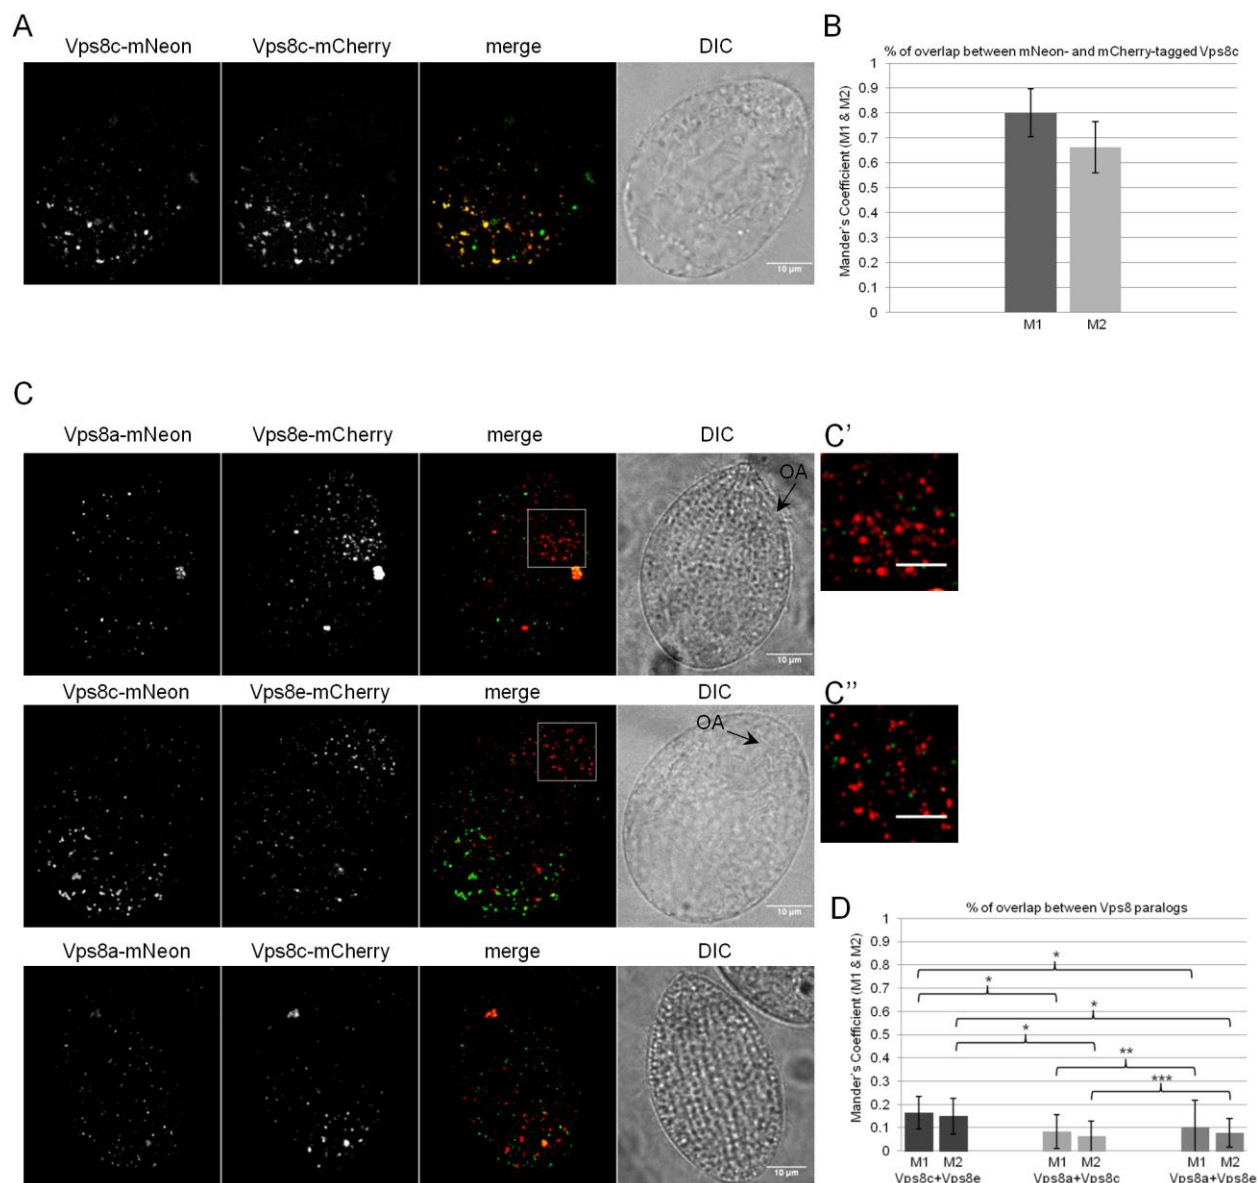 A
Vps8c-mNeon Vps8c-mCherry merge DIC
10 µm
B
% of overlap between mNeon- and mCherry-tagged Vps8c
Mander's Coefficient (M1 & M2)
1
0.9
0.8
0.7
0.6
0.5
0.4
0.3
0.2
0.1
0
M1 M2
C
Vps8a-mNeon Vps8e-mCherry merge DIC
OA
10 µm
C'
Vps8c-mNeon Vps8e-mCherry merge DIC
OA
10 µm
C"
Vps8a-mNeon Vps8c-mCherry merge DIC
10 µm
D
% of overlap between Vps8 paralogs
Mander's Coefficient (M1 & M2)
1
0.9
0.8
0.7
0.6
0.5
0.4
0.3
0.2
0.1
0
*
*
*
*
**
***
M1 M2 M1 M2 M1 M2
Vps8c+Vps8e Vps8a+Vps8c Vps8a+Vps8e